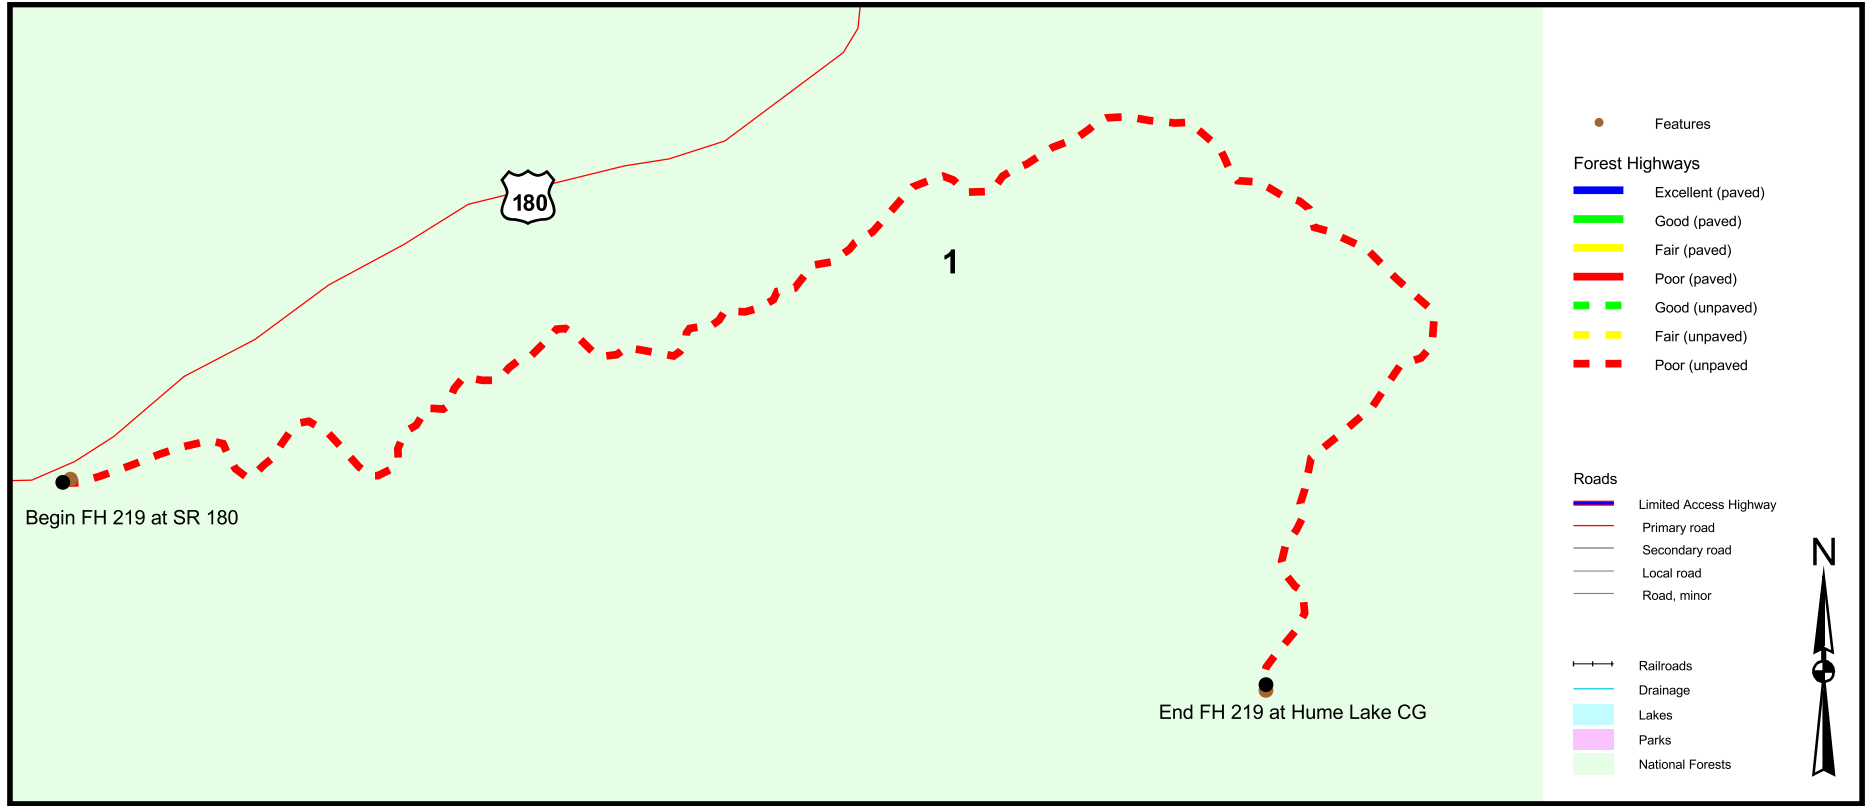 180
1
Begin FH 219 at SR 180
End FH 219 at Hume Lake CG
Features
Forest Highways
Excellent (paved)
Good (paved)
Fair (paved)
Poor (paved)
Good (unpaved)
Fair (unpaved)
Poor (unpaved
Roads
Limited Access Highway
Primary road
Secondary road
Local road
Road, minor
N
Railroads
Drainage
Lakes
Parks
National Forests